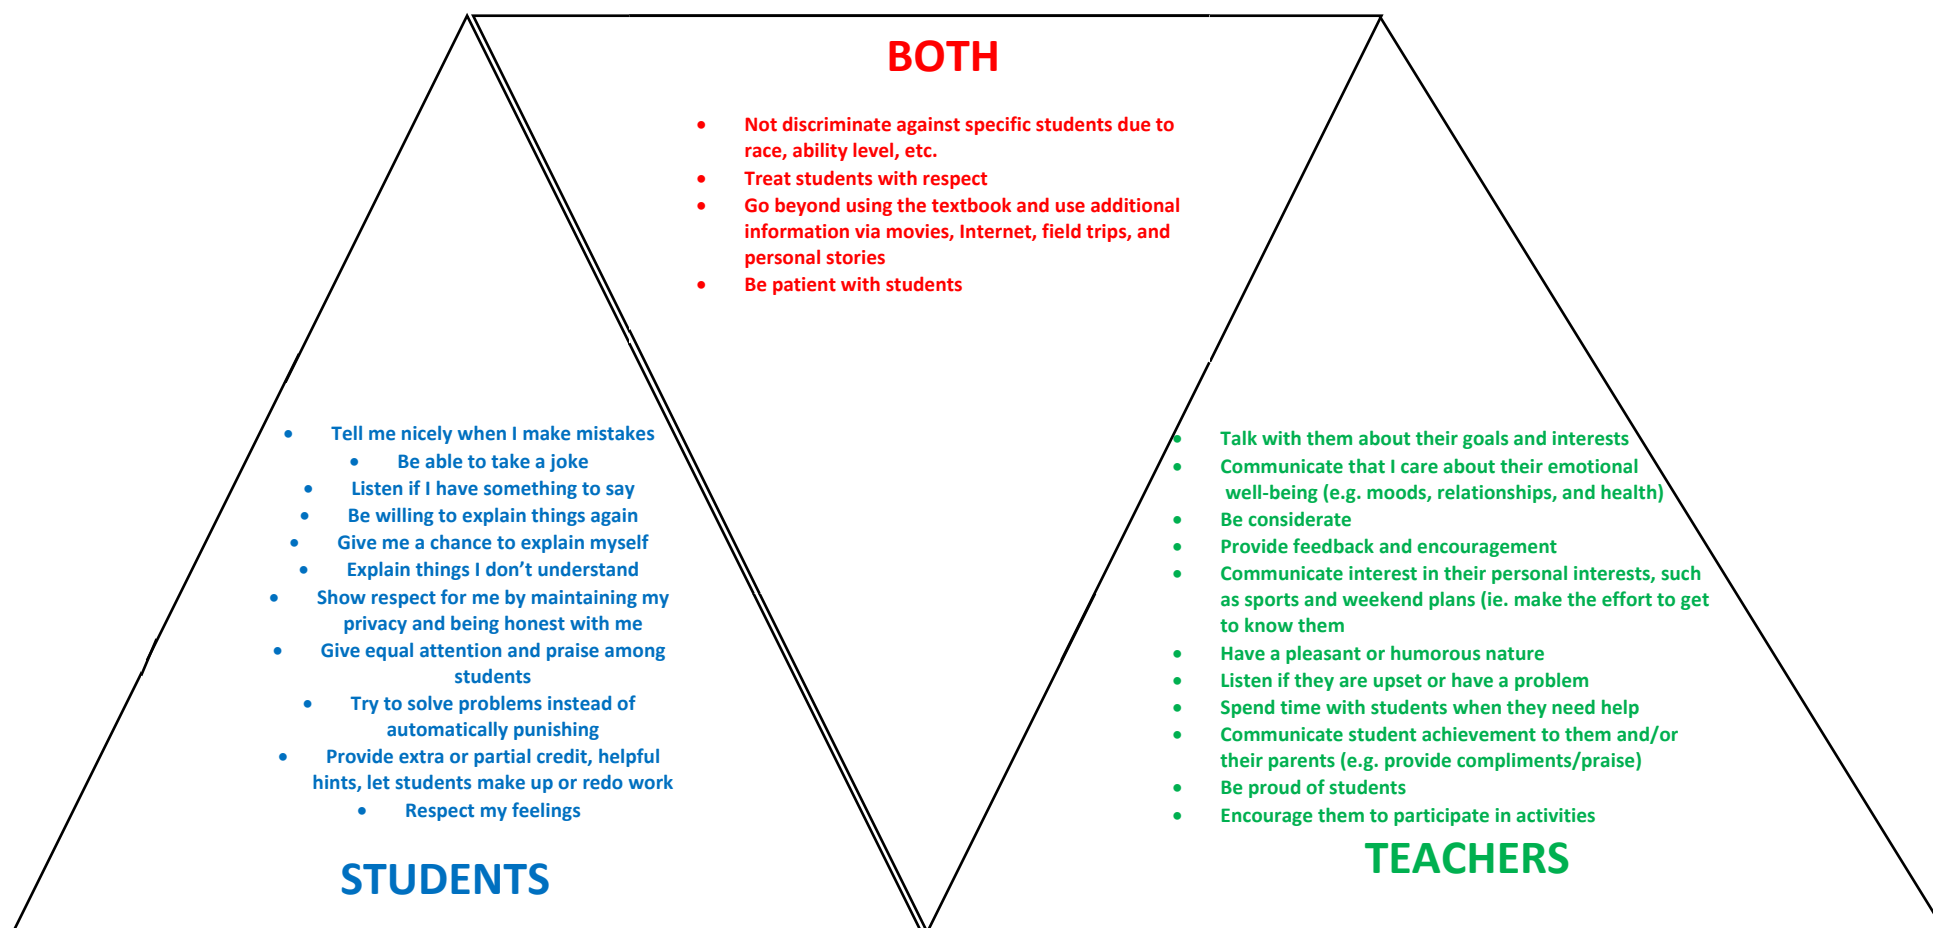 BOTH
• Not discriminate against specific students due to
race, ability level, etc.
• Treat students with respect
• Go beyond using the textbook and use additional
information via movies, Internet, field trips, and
personal stories
• Be patient with students
• Tell me nicely when I make mistakes
• Be able to take a joke
• Listen if I have something to say
• Be willing to explain things again
• Give me a chance to explain myself
• Explain things I don’t understand
• Show respect for me by maintaining my
privacy and being honest with me
• Give equal attention and praise among
students
• Try to solve problems instead of
automatically punishing
• Provide extra or partial credit, helpful
hints, let students make up or redo work
• Respect my feelings
STUDENTS
• Talk with them about their goals and interests
• Communicate that I care about their emotional
well-being (e.g. moods, relationships, and health)
• Be considerate
• Provide feedback and encouragement
• Communicate interest in their personal interests, such
as sports and weekend plans (ie. make the effort to get
to know them
• Have a pleasant or humorous nature
• Listen if they are upset or have a problem
• Spend time with students when they need help
• Communicate student achievement to them and/or
their parents (e.g. provide compliments/praise)
• Be proud of students
• Encourage them to participate in activities
TEACHERS